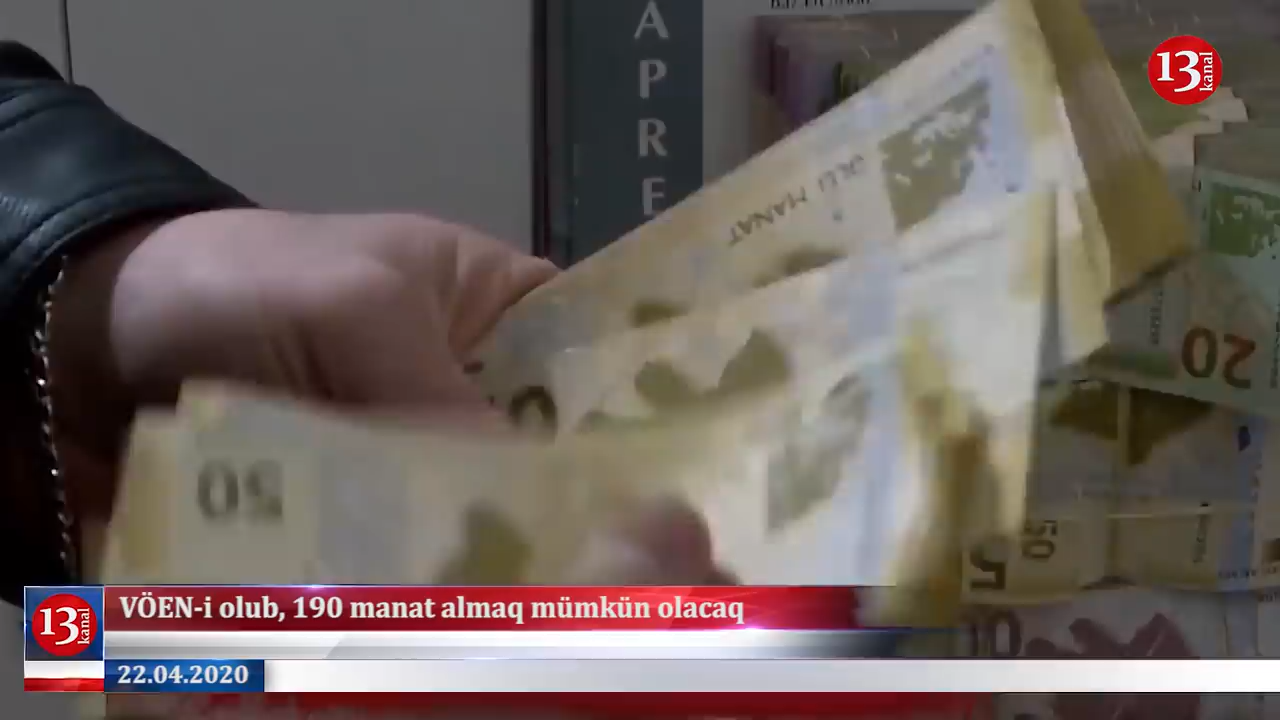 APRE
13 kanal
ƏLLİ MANAT
50
20
50
5
VÖEN-i olub, 190 manat almaq mümkün olacaq
13 kanal
22.04.2020